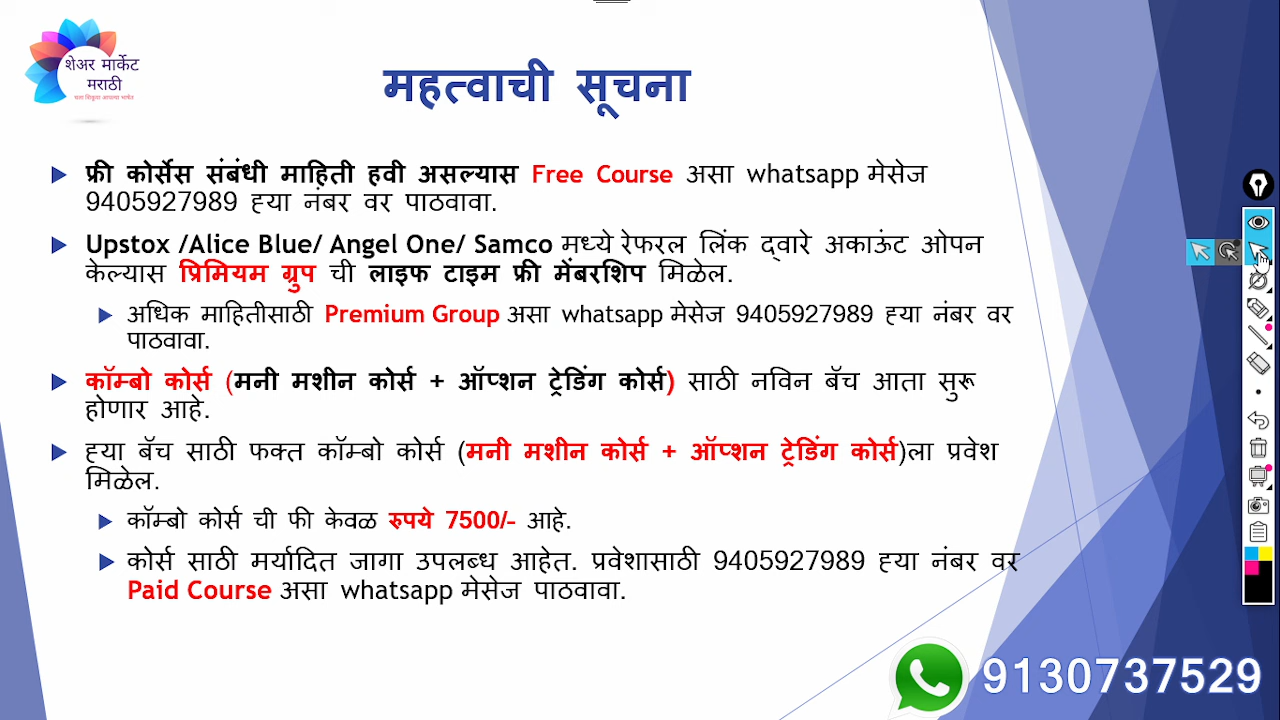 शेअर मार्केट
मराठी
महत्वाची सूचना
फ्री कोर्सेस संबंधी माहिती हवी असल्यास Free Course असा whatsapp मेसेज
9405927989 ह्या नंबर वर पाठवावा.
Upstox /Alice Blue/ Angel One/ Samco मध्ये रेफरल लिंक द्वारे अकाऊंट ओपन
केल्यास प्रिमियम ग्रुप ची लाइफ टाइम फ्री मेंबरशिप मिळेल.
अधिक माहितीसाठी Premium Group असा whatsapp मेसेज 9405927989 ह्या नंबर वर
पाठवावा.
कॉम्बो कोर्स (मनी मशीन कोर्स + ऑप्शन ट्रेडिंग कोर्स) साठी नविन बॅच आता सुरू
होणार आहे.
ह्या बॅच साठी फक्त कॉम्बो कोर्स (मनी मशीन कोर्स + ऑप्शन ट्रेडिंग कोर्स)ला प्रवेश
मिळेल.
कॉम्बो कोर्स ची फी केवळ रुपये 7500/- आहे.
कोर्स साठी मर्यादित जागा उपलब्ध आहेत. प्रवेशासाठी 9405927989 ह्या नंबर वर
Paid Course असा whatsapp मेसेज पाठवावा.
9130737529